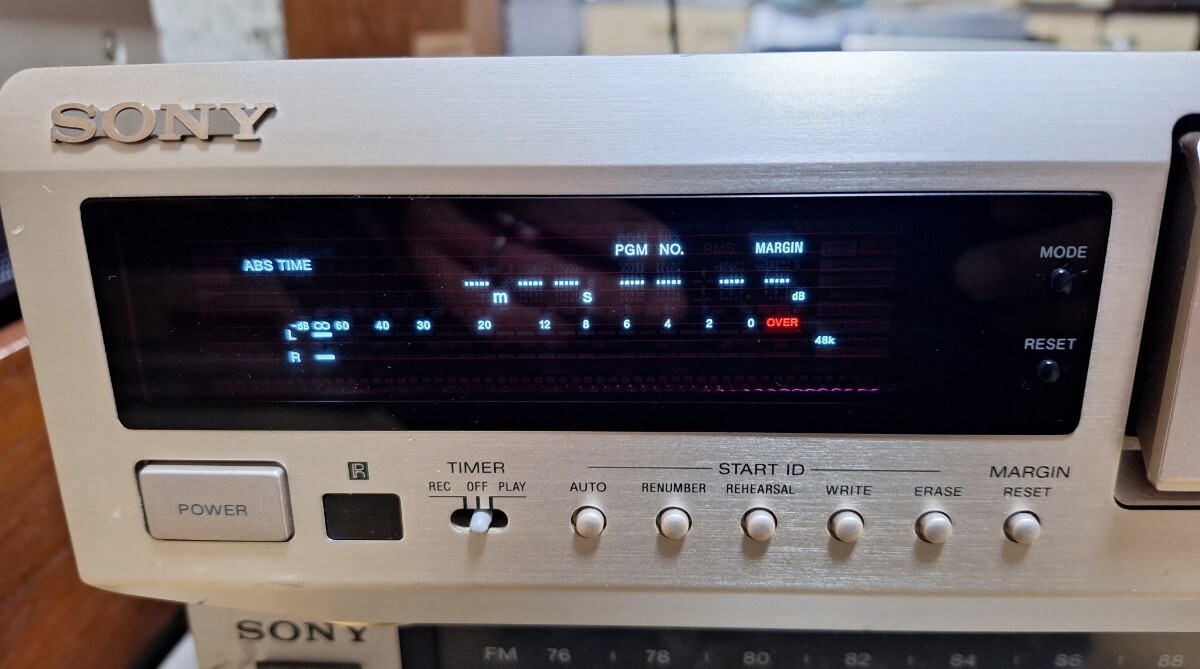 SONY
PGM NO. RMS MARGIN
ABS TIME
m s dB
-dB ∞ 60 40 30 20 12 8 6 4 2 0 OVER
L
48k
R
MODE
RESET
POWER
R
TIMER
REC OFF PLAY
START ID
AUTO RENUMBER REHEARSAL WRITE ERASE
MARGIN
RESET
SONY
FM 76 78 80 82 84 86 88